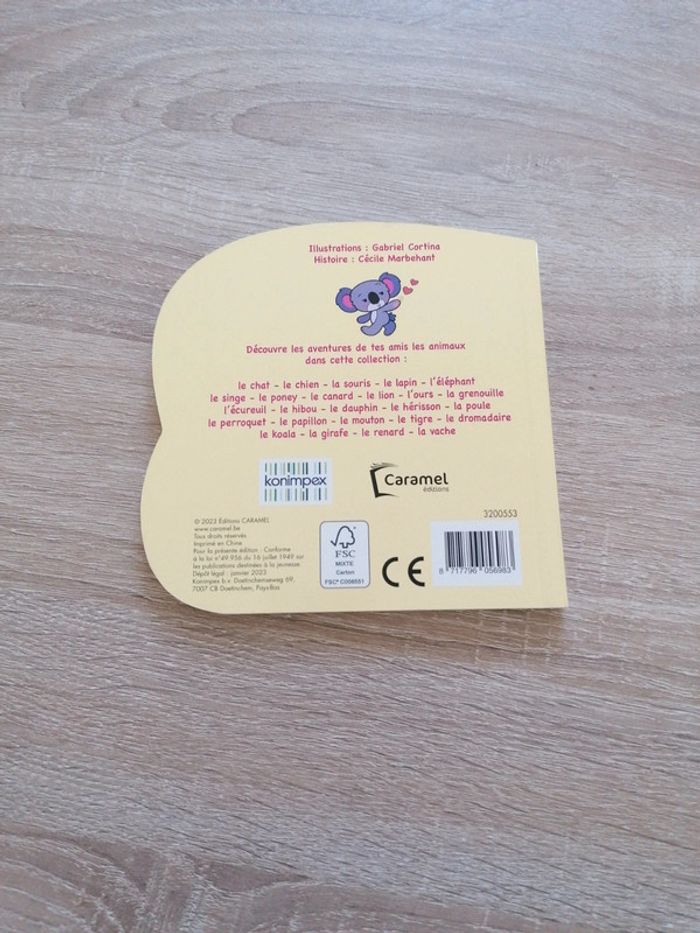 Illustrations : Gabriel Cortina
Histoire : Cécile Marbehant
Découvre les aventures de tes amis les animaux
dans cette collection :
le chat - le chien - la souris - le lapin - l'éléphant
le singe - le poney - le canard - le lion - l'ours - la grenouille
l'écureuil - le hibou - le dauphin - le hérisson - la poule
le perroquet - le papillon - le mouton - le tigre - le dromadaire
le koala - la girafe - le renard - la vache
konimpex
Caramel
éditions
3200553
© 2023 Éditions CARAMEL
www.caramel.be
Tous droits réservés
Imprimé en Chine
Pour la présente édition : Conforme
à la loi n°49.956 du 16 juillet 1949 sur
les publications destinées à la jeunesse.
Dépôt légal : janvier 2023
Konimpex b.v. Doetinchemseweg 69,
7007 CB Doetinchem, Pays-Bas
FSC
MIXTE
Carton
FSC® C008551
CE
8 717796 056983